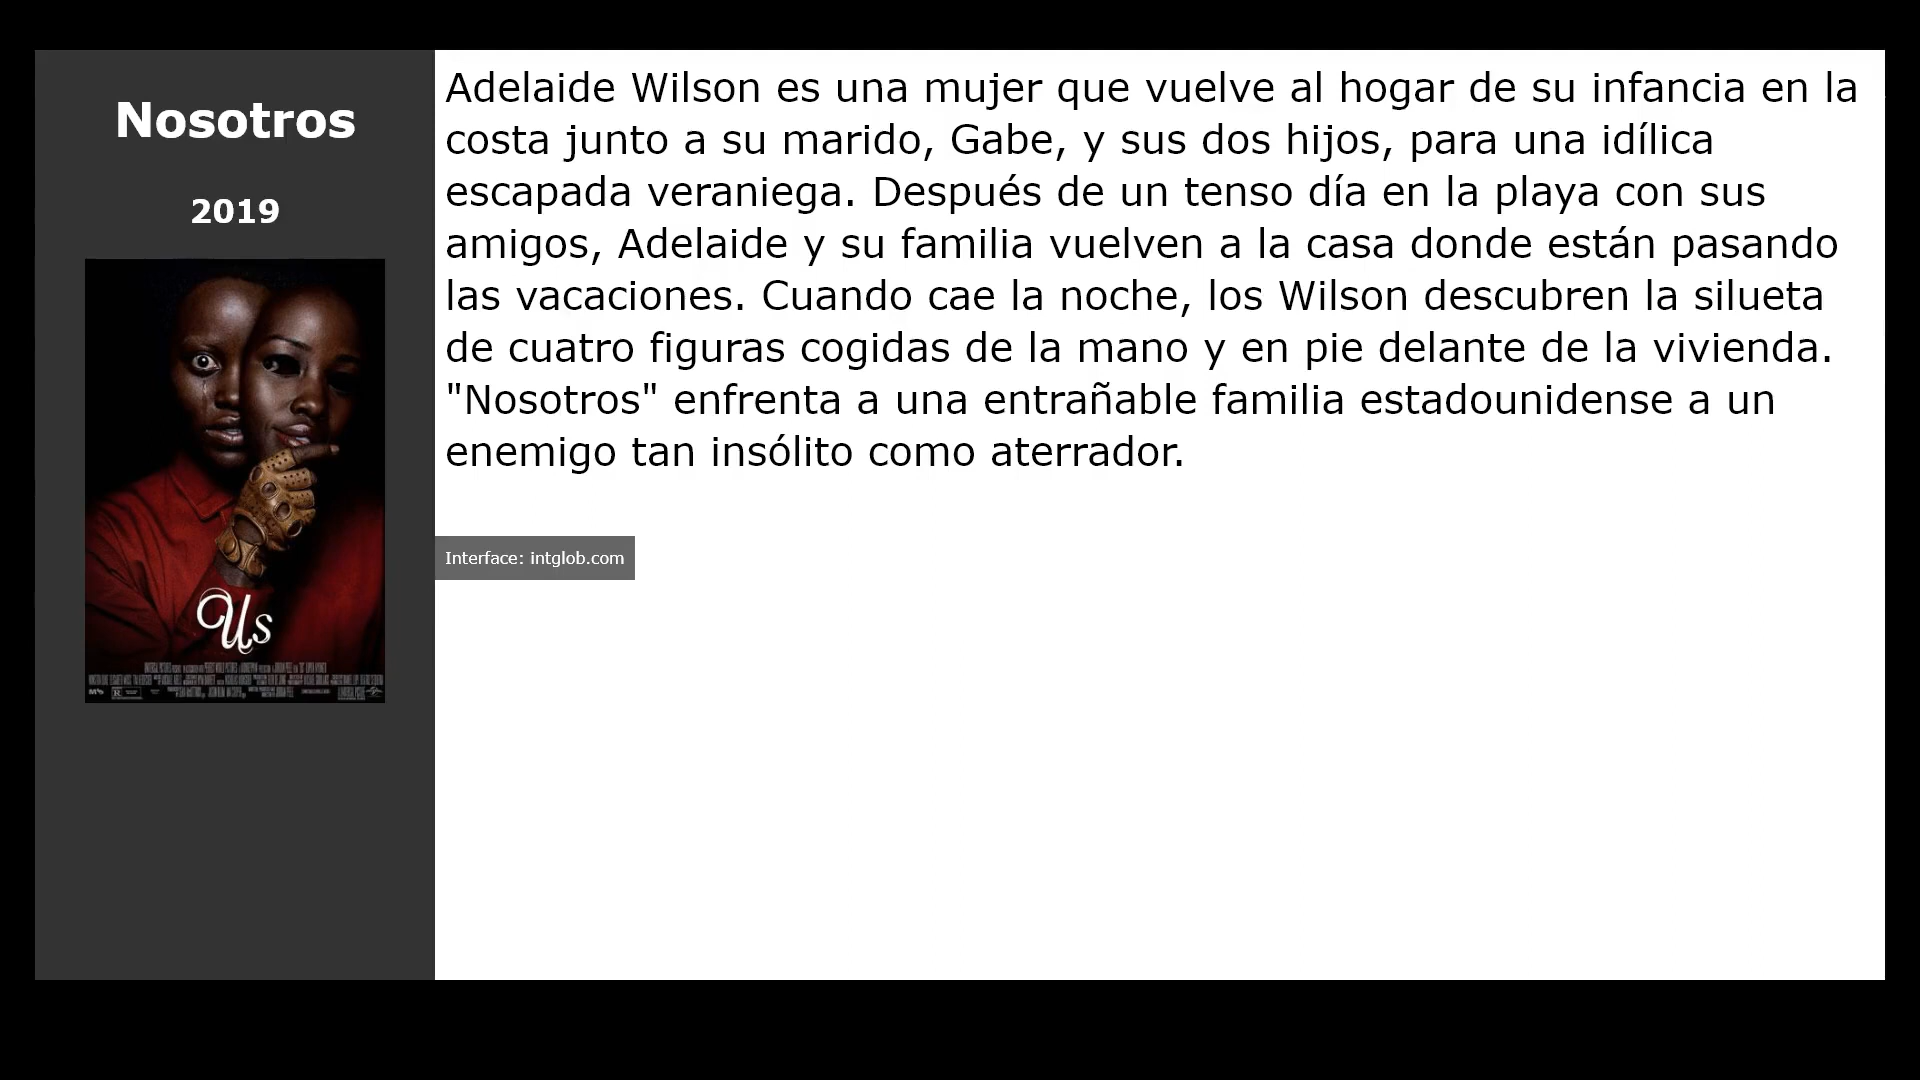 Nosotros
2019
Us
Adelaide Wilson es una mujer que vuelve al hogar de su infancia en la
costa junto a su marido, Gabe, y sus dos hijos, para una idílica
escapada veraniega. Después de un tenso día en la playa con sus
amigos, Adelaide y su familia vuelven a la casa donde están pasando
las vacaciones. Cuando cae la noche, los Wilson descubren la silueta
de cuatro figuras cogidas de la mano y en pie delante de la vivienda.
"Nosotros" enfrenta a una entrañable familia estadounidense a un
enemigo tan insólito como aterrador.
Interface: intglob.com